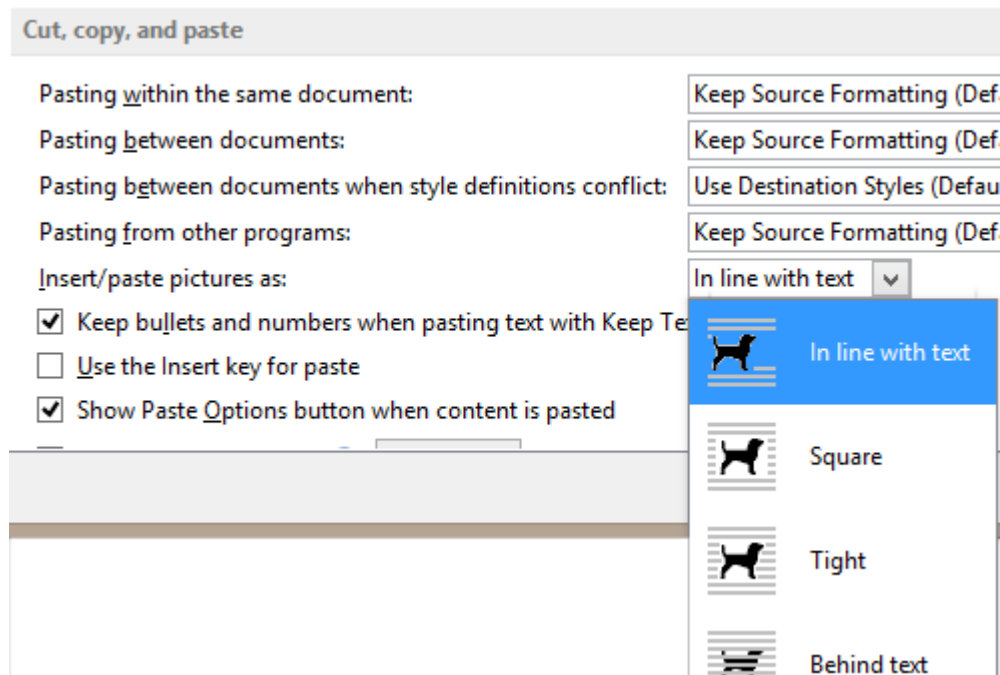 Cut, copy, and paste
Pasting within the same document: Keep Source Formatting (Def
Pasting between documents: Keep Source Formatting (Def
Pasting between documents when style definitions conflict: Use Destination Styles (Defau
Pasting from other programs: Keep Source Formatting (Def
Insert/paste pictures as: In line with text
Keep bullets and numbers when pasting text with Keep Te
In line with text
Use the Insert key for paste
Show Paste Options button when content is pasted
Square
Tight
Behind text